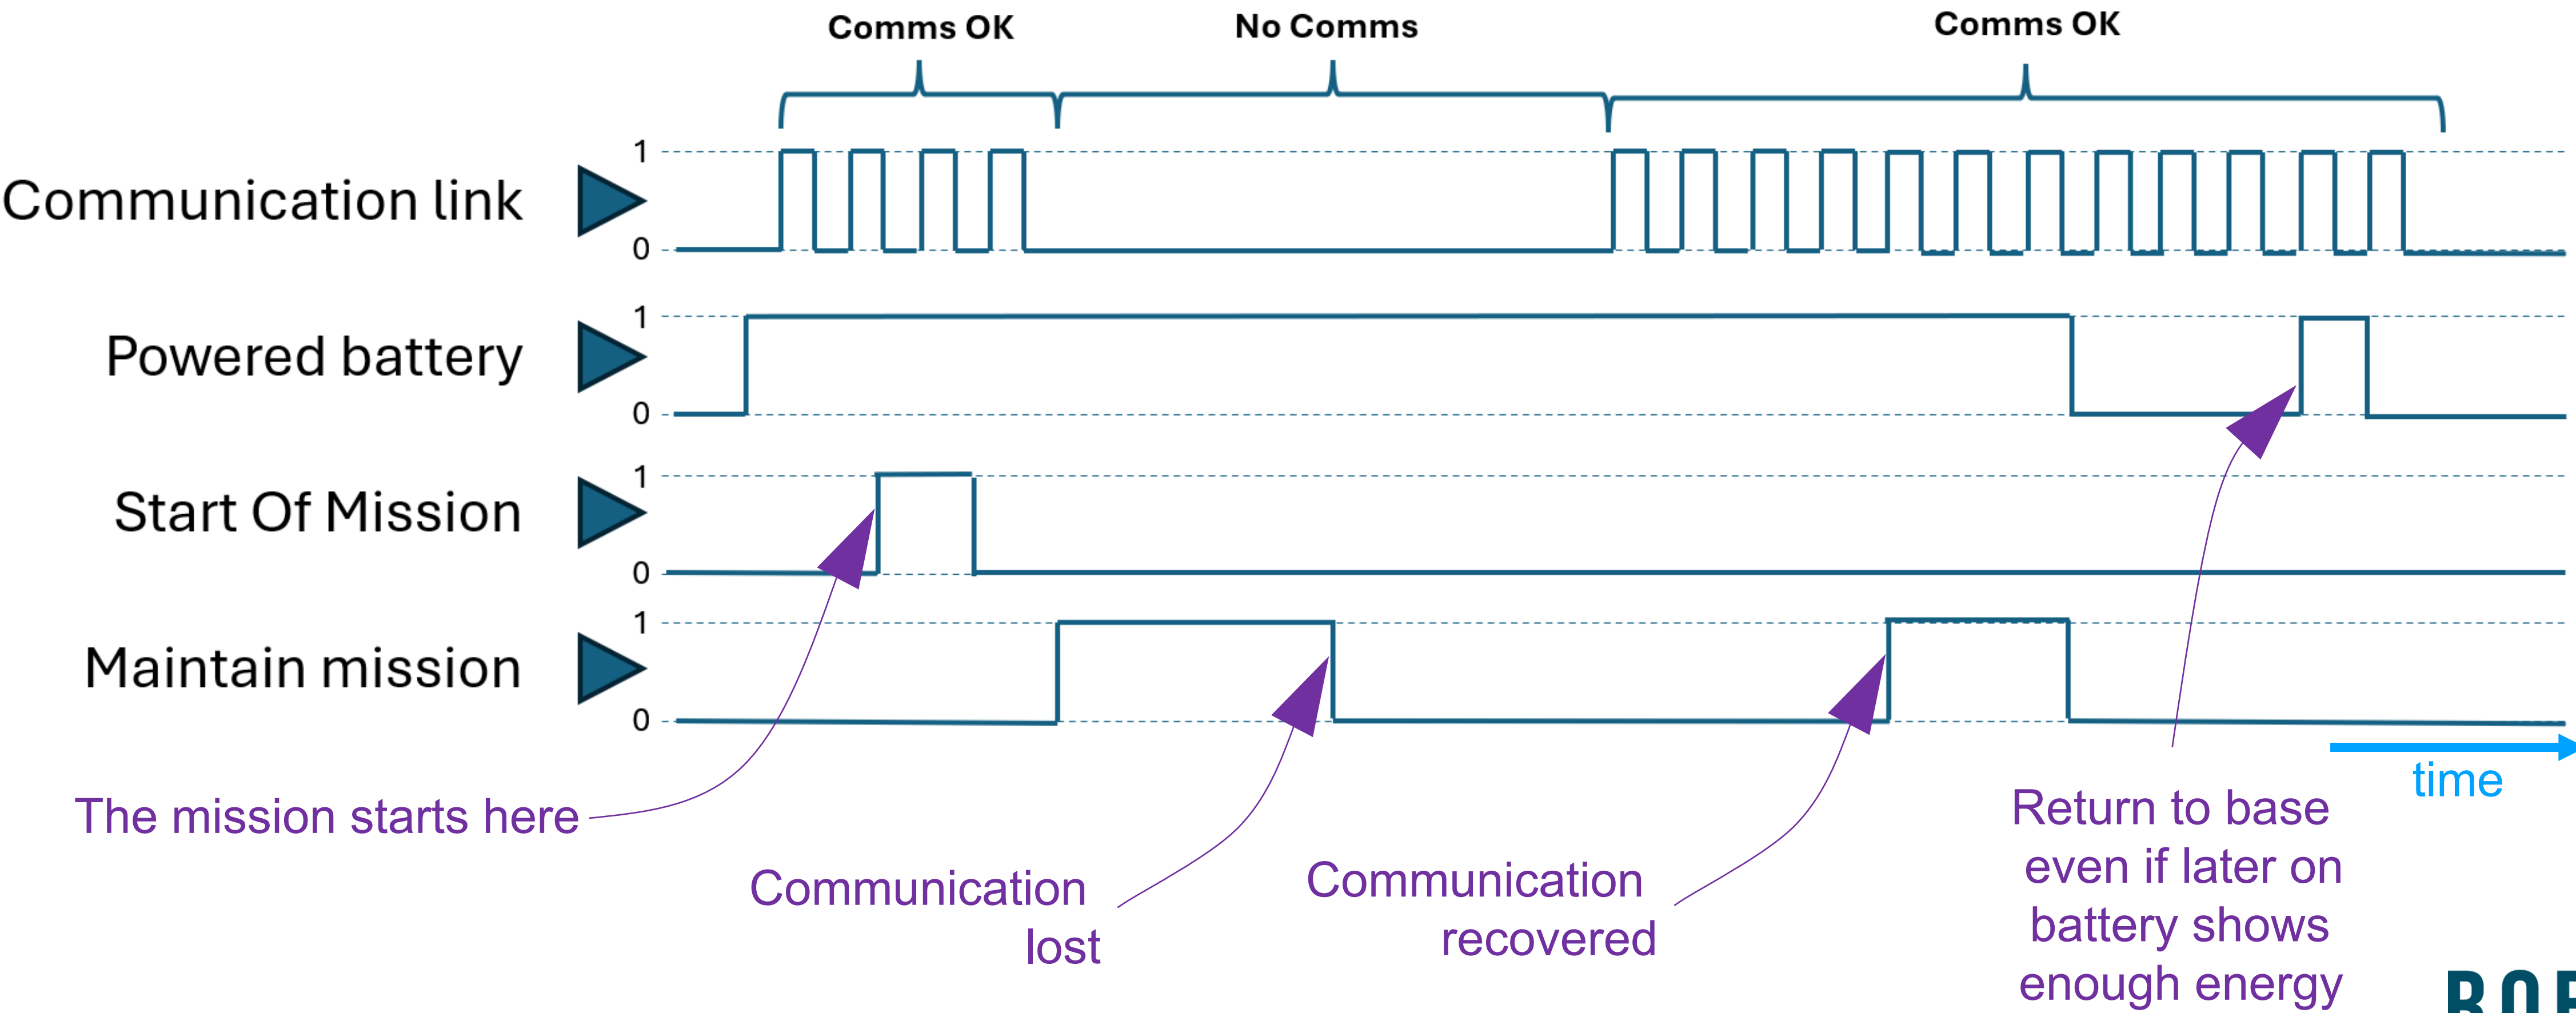 Comms OK
No Comms
Comms OK
Communication link
1
0
Powered battery
1
0
Start Of Mission
1
0
Maintain mission
1
0
time
The mission starts here
Communication
lost
Communication
recovered
Return to base
even if later on
battery shows
enough energy